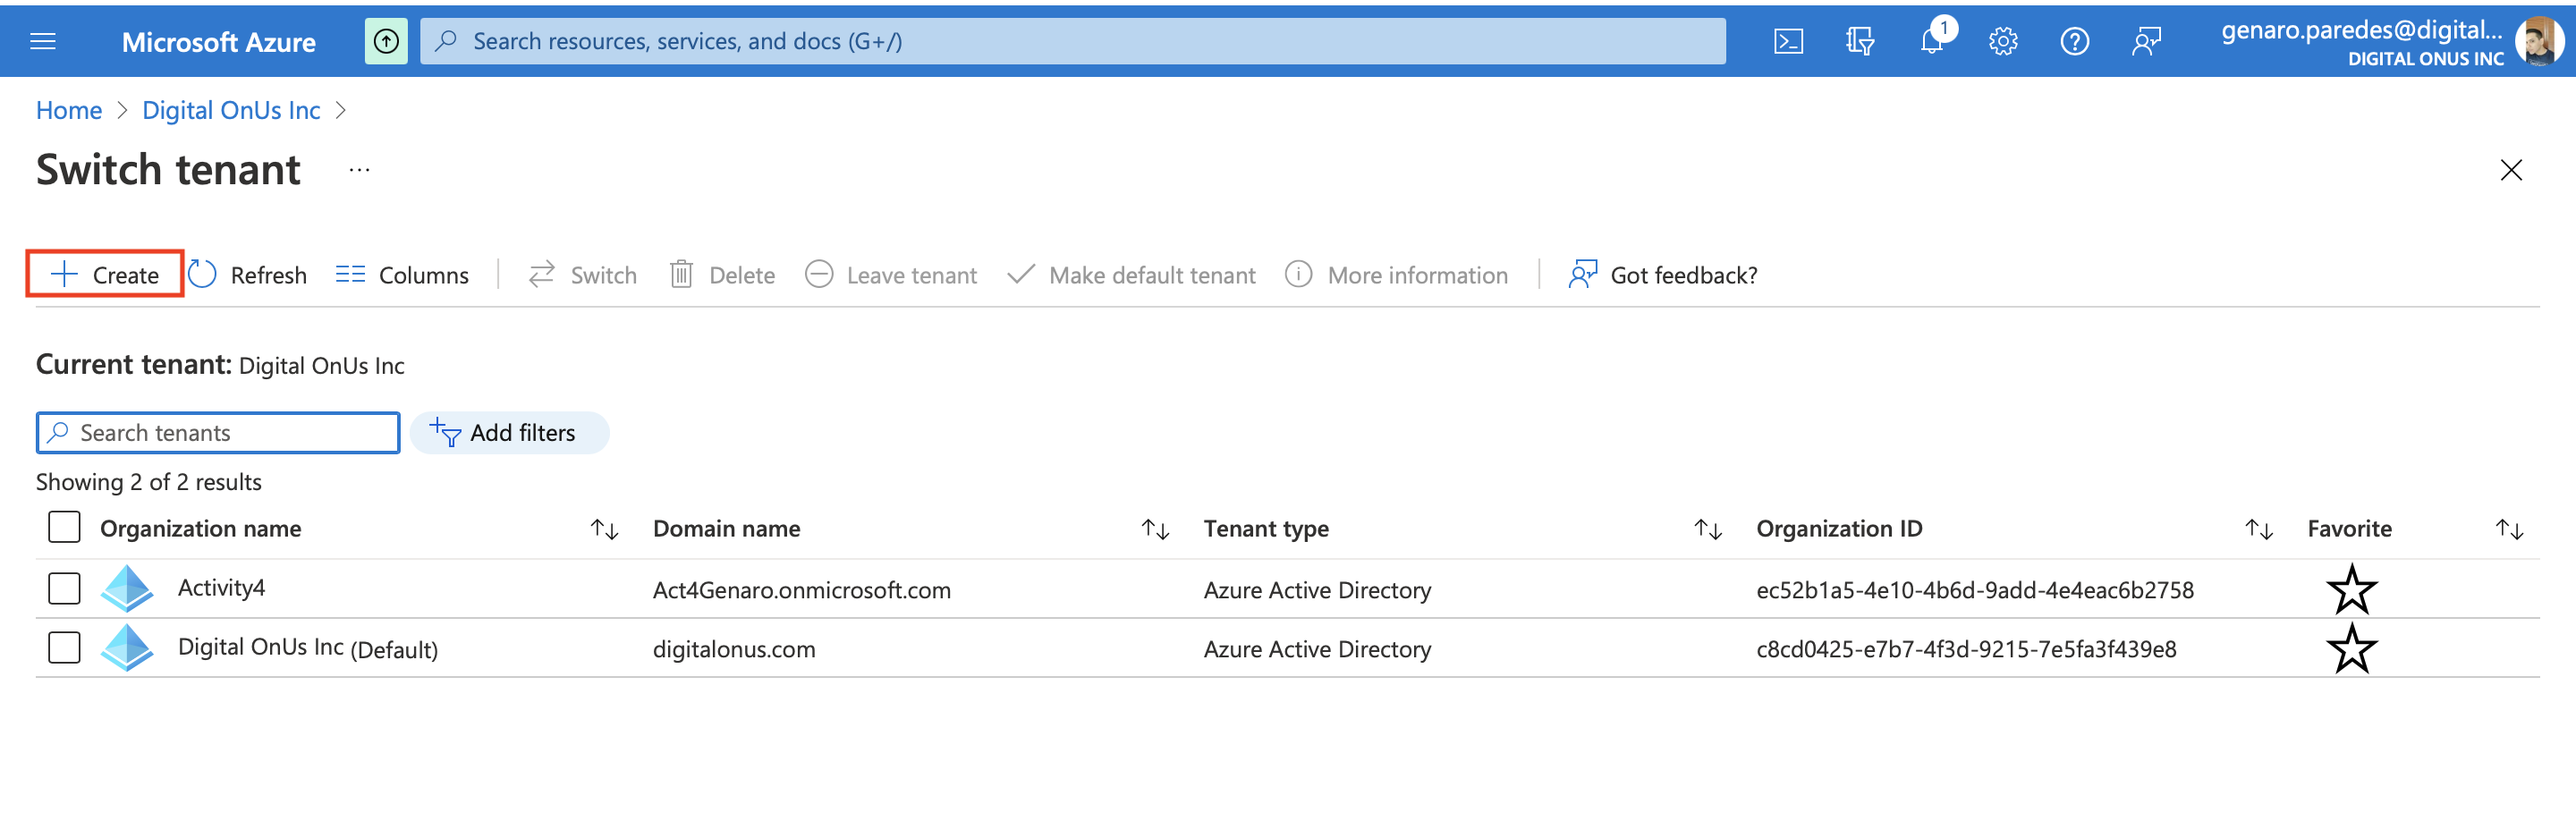 Microsoft Azure
Search resources, services, and docs (G+/)
1
genaro.paredes@digital...
DIGITAL ONUS INC
Home > Digital OnUs Inc >
Switch tenant ...
Create Refresh Columns Switch Delete Leave tenant Make default tenant More information Got feedback?
Current tenant: Digital OnUs Inc
Search tenants Add filters
Showing 2 of 2 results
Organization name Domain name Tenant type Organization ID Favorite
Activity4 Act4Genaro.onmicrosoft.com Azure Active Directory ec52b1a5-4e10-4b6d-9add-4e4eac6b2758
Digital OnUs Inc (Default) digitalonus.com Azure Active Directory c8cd0425-e7b7-4f3d-9215-7e5fa3f439e8